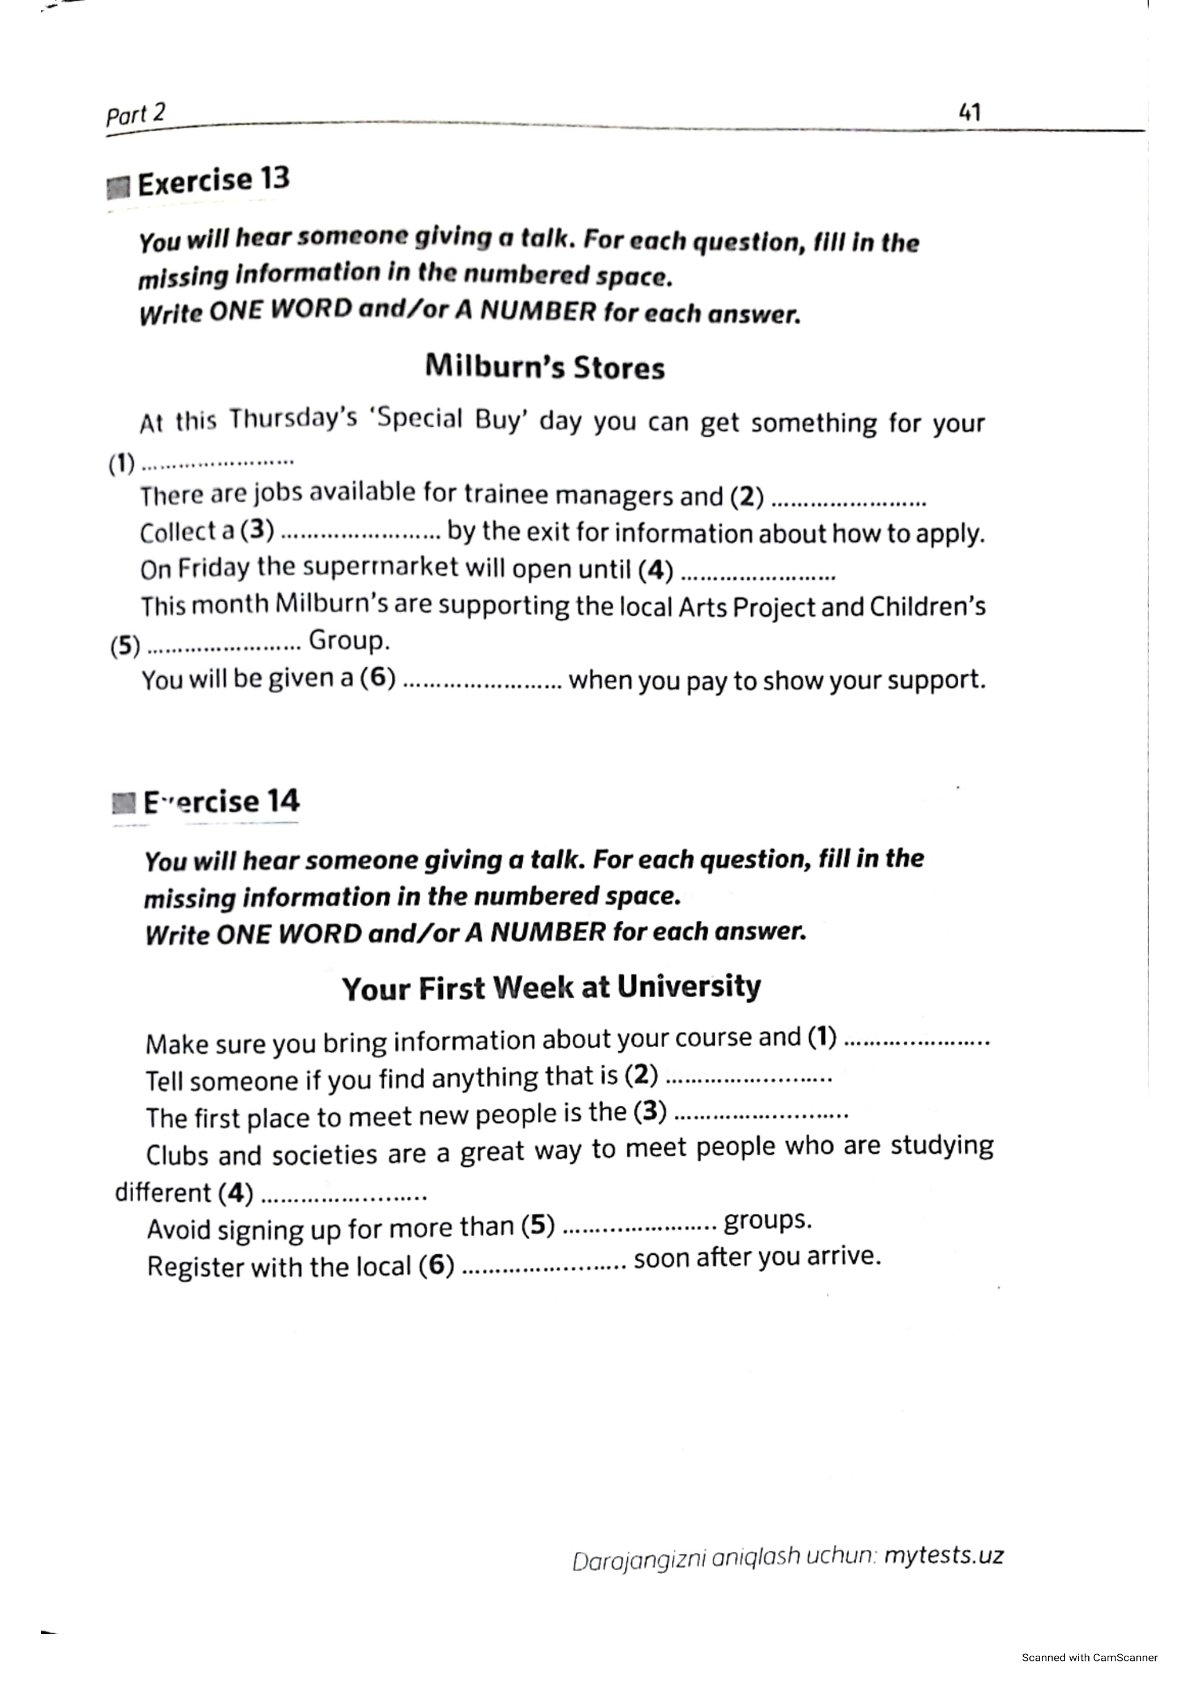 Part 2
41
Exercise 13
You will hear someone giving a talk. For each question, fill in the
missing information in the numbered space.
Write ONE WORD and/or A NUMBER for each answer.
Milburn's Stores
At this Thursday's 'Special Buy' day you can get something for your
(1) ........................
There are jobs available for trainee managers and (2) ........................
Collect a (3) ........................ by the exit for information about how to apply.
On Friday the supermarket will open until (4) ........................
This month Milburn's are supporting the local Arts Project and Children's
(5) ........................ Group.
You will be given a (6) ........................ when you pay to show your support.
Exercise 14
You will hear someone giving a talk. For each question, fill in the
missing information in the numbered space.
Write ONE WORD and/or A NUMBER for each answer.
Your First Week at University
Make sure you bring information about your course and (1) ........................
Tell someone if you find anything that is (2) ........................
The first place to meet new people is the (3) ........................
Clubs and societies are a great way to meet people who are studying
different (4) ........................
Avoid signing up for more than (5) ........................ groups.
Register with the local (6) ........................ soon after you arrive.
Darajangizni aniqlash uchun: mytests.uz
Scanned with CamScanner